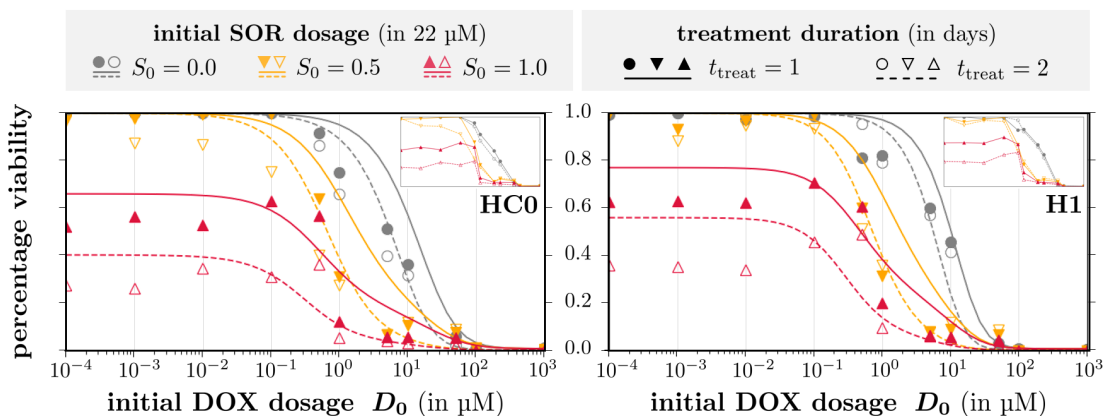 initial SOR dosage (in 22 µM)
S₀ = 0.0 S₀ = 0.5 S₀ = 1.0
treatment duration (in days)
t_treat = 1 t_treat = 2
percentage viability
HC0
10⁻⁴ 10⁻³ 10⁻² 10⁻¹ 10⁰ 10¹ 10² 10³
initial DOX dosage D₀ (in µM)
1.0
0.8
0.6
0.4
0.2
0.0
H1
10⁻⁴ 10⁻³ 10⁻² 10⁻¹ 10⁰ 10¹ 10² 10³
initial DOX dosage D₀ (in µM)